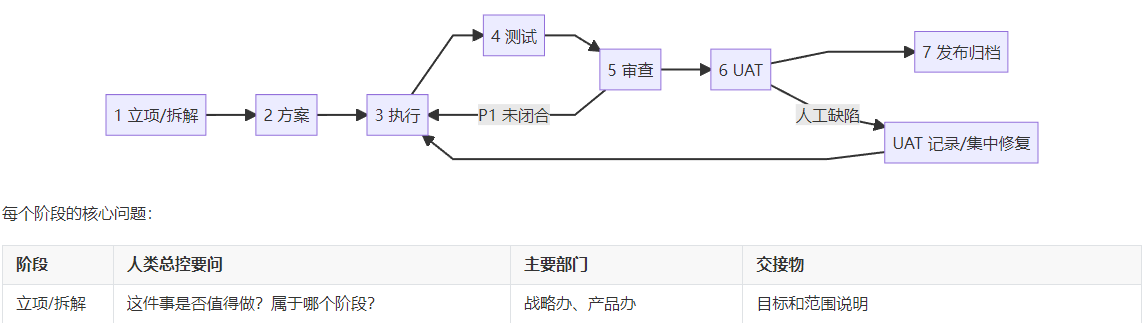 4 测试
7 发布归档
5 审查
6 UAT
1 立项/拆解
2 方案
3 执行
P1 未闭合
人工缺陷
UAT 记录/集中修复
每个阶段的核心问题：
阶段 人类总控要问 主要部门 交接物
立项/拆解 这件事是否值得做？属于哪个阶段？ 战略办、产品办 目标和范围说明